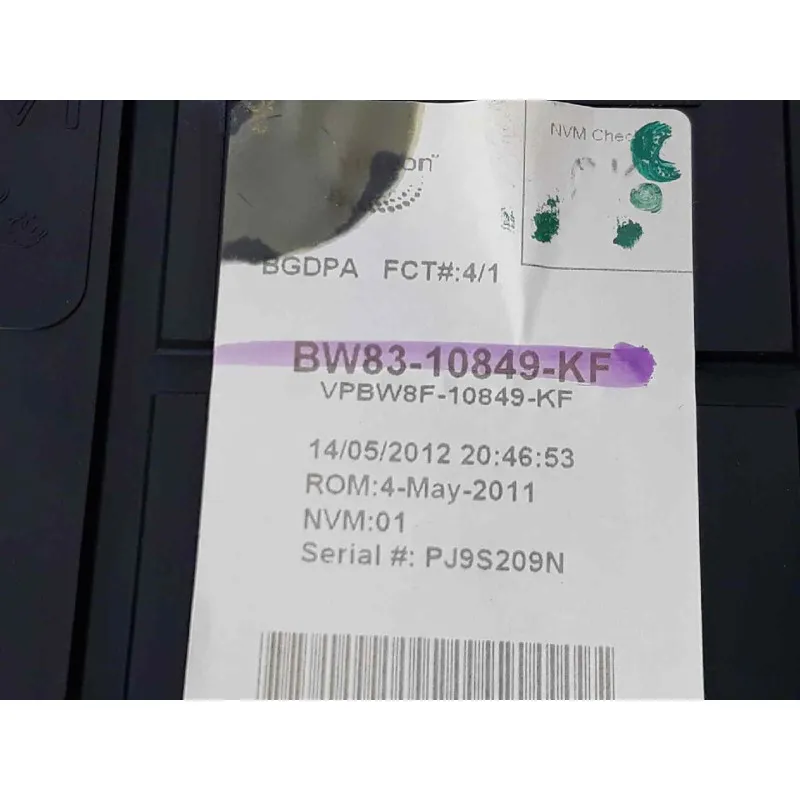 NVM Check
BGDPA FCT#:4/1
BW83-10849-KF
VPBW8F-10849-KF
14/05/2012 20:46:53
ROM:4-May-2011
NVM:01
Serial #: PJ9S209N